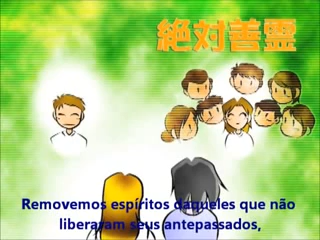 絶対善霊
Removemos espíritos daqueles que não
liberaram seus antepassados,